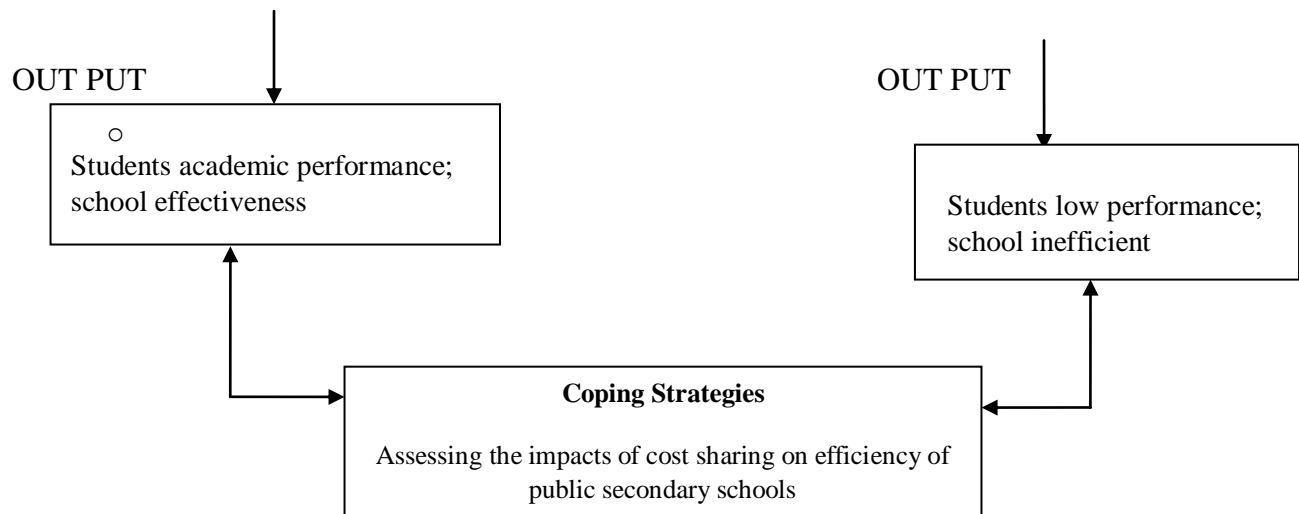 OUT PUT
Students academic performance;
school effectiveness
OUT PUT
Students low performance;
school inefficient
Coping Strategies
Assessing the impacts of cost sharing on efficiency of
public secondary schools